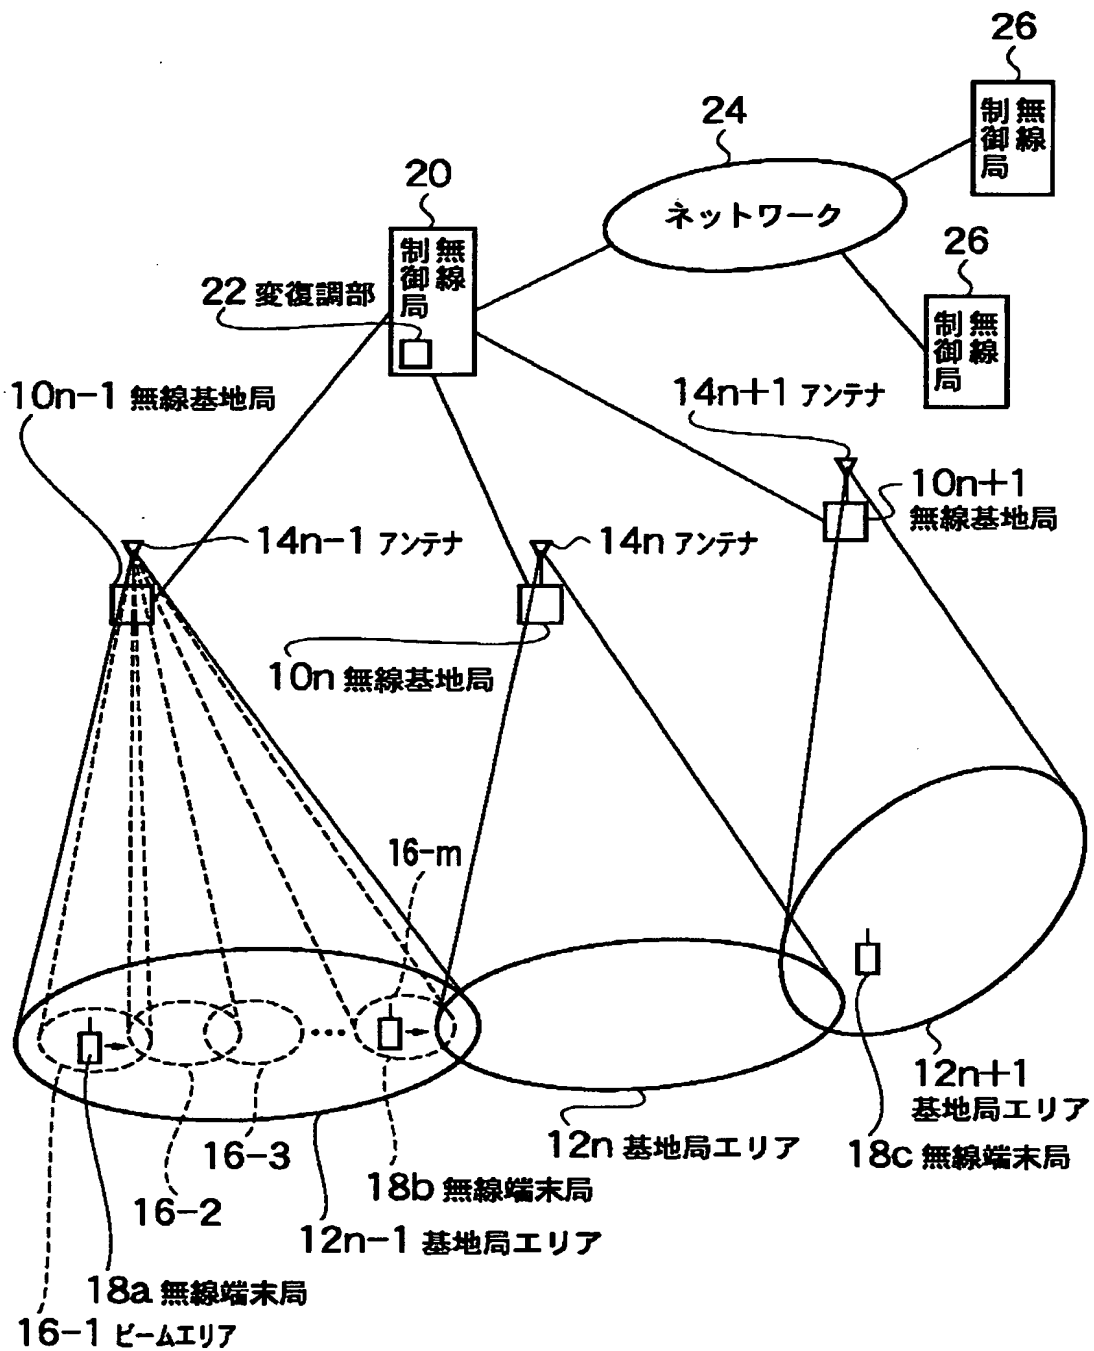 26
無線制御局
24
ネットワーク
20
無線制御局
26
無線制御局
22 変復調部
10n-1 無線基地局
14n+1 アンテナ
10n+1
無線基地局
14n-1 アンテナ
14n アンテナ
10n 無線基地局
16-m
12n+1
基地局エリア
12n 基地局エリア
18c 無線端末局
16-3
18b 無線端末局
16-2
12n-1 基地局エリア
18a 無線端末局
16-1 ビームエリア